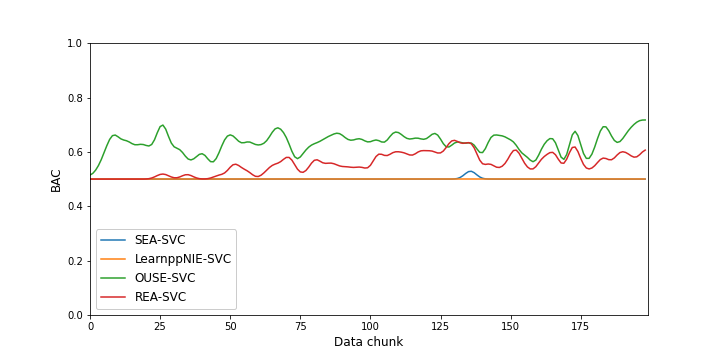 1.0
0.8
0.6
0.4
0.2
0.0
BAC
SEA-SVC
LearnppNIE-SVC
OUSE-SVC
REA-SVC
0 25 50 75 100 125 150 175
Data chunk